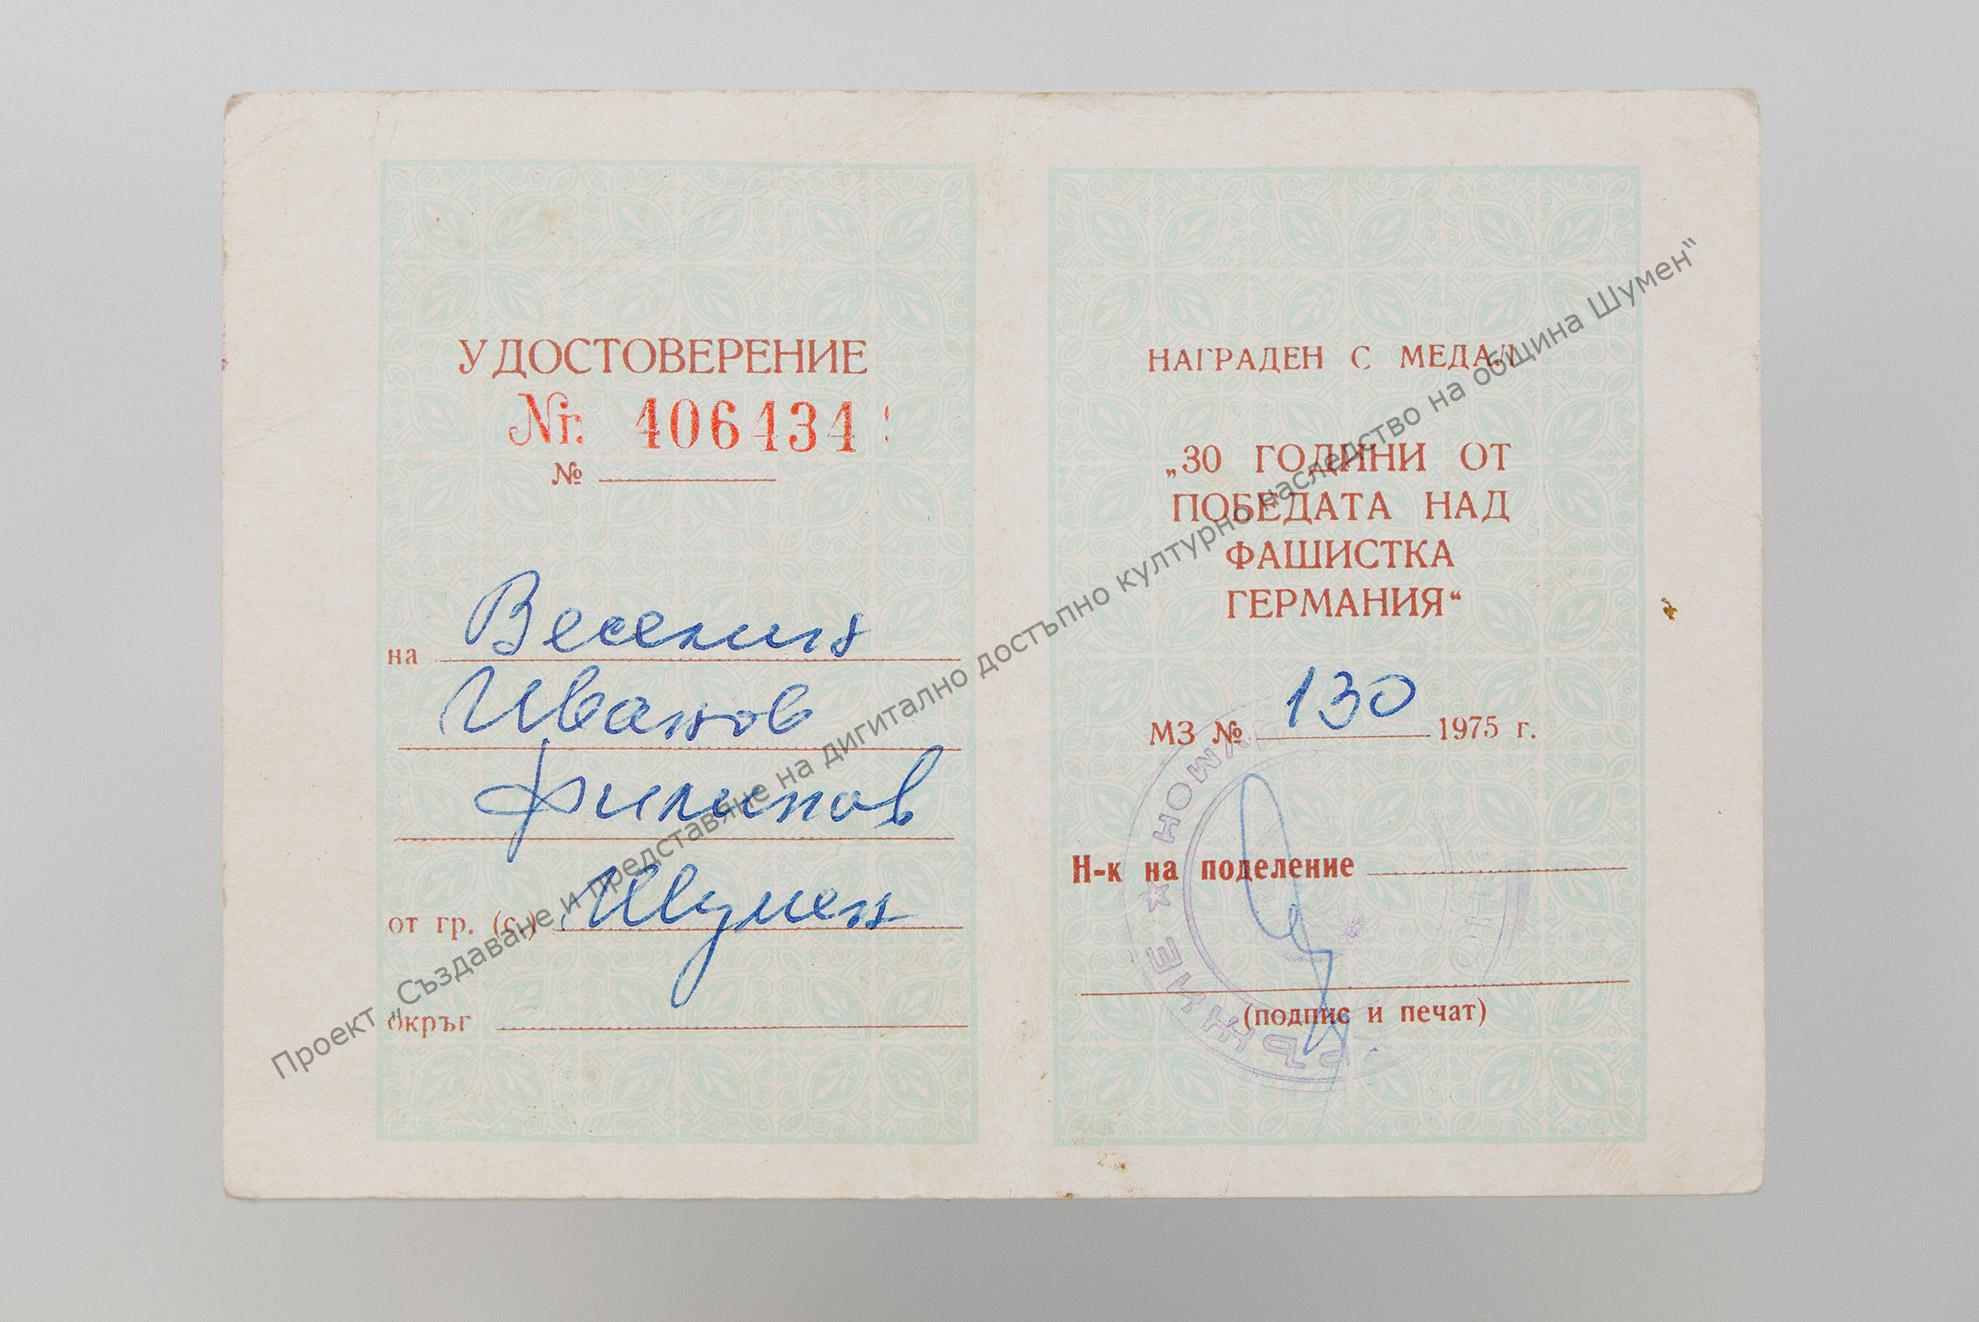 УДОСТОВЕРЕНИЕ
Nr. 406434
№
на Веселин
Иванов
Филипов
от гр. (с.) Шумен
окръг
НАГРАДЕН С МЕДАЛ
„30 ГОДИНИ ОТ
ПОБЕДАТА НАД
ФАШИСТКА
ГЕРМАНИЯ“
МЗ № 130 1975 г.
Н-к на поделение
(подпис и печат)
Проект „Създаване и представяне на дигитално достъпно културно наследство на община Шумен“